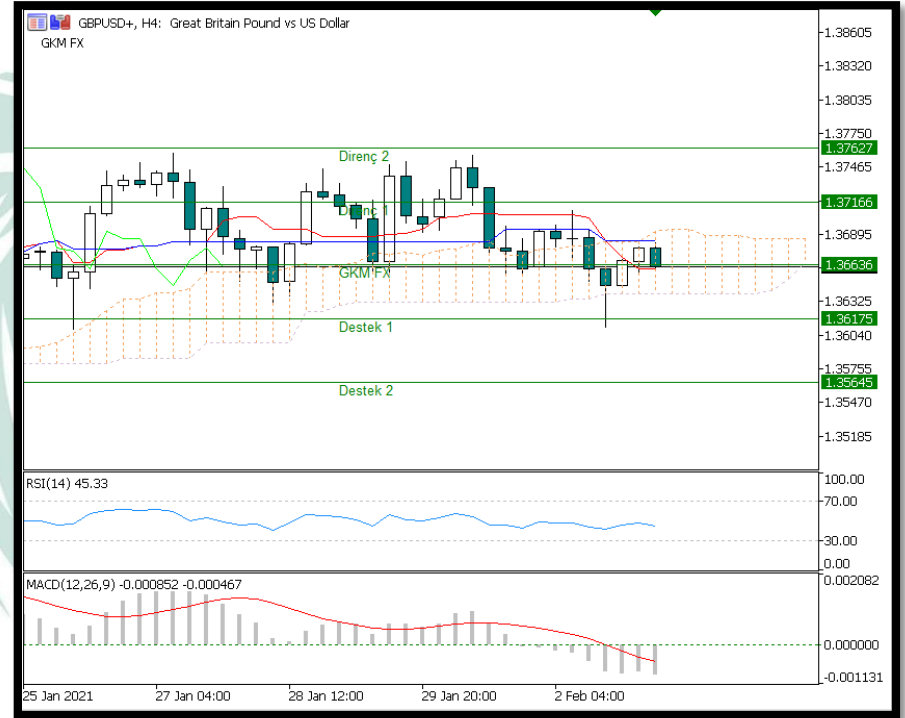 GBPUSD+, H4: Great Britain Pound vs US Dollar
GKM FX
1.38605
1.38320
1.38035
1.37750
1.37627
Direnç 2
1.37465
1.37166
Direnç 1
1.36895
1.36636
GKM FX
1.36325
1.36175
Destek 1
1.36040
1.35755
1.35645
Destek 2
1.35470
1.35185
RSI(14) 45.33
100.00
70.00
30.00
0.00
MACD(12,26,9) -0.000852 -0.000467
0.002082
0.000000
-0.001131
25 Jan 2021 27 Jan 04:00 28 Jan 12:00 29 Jan 20:00 2 Feb 04:00